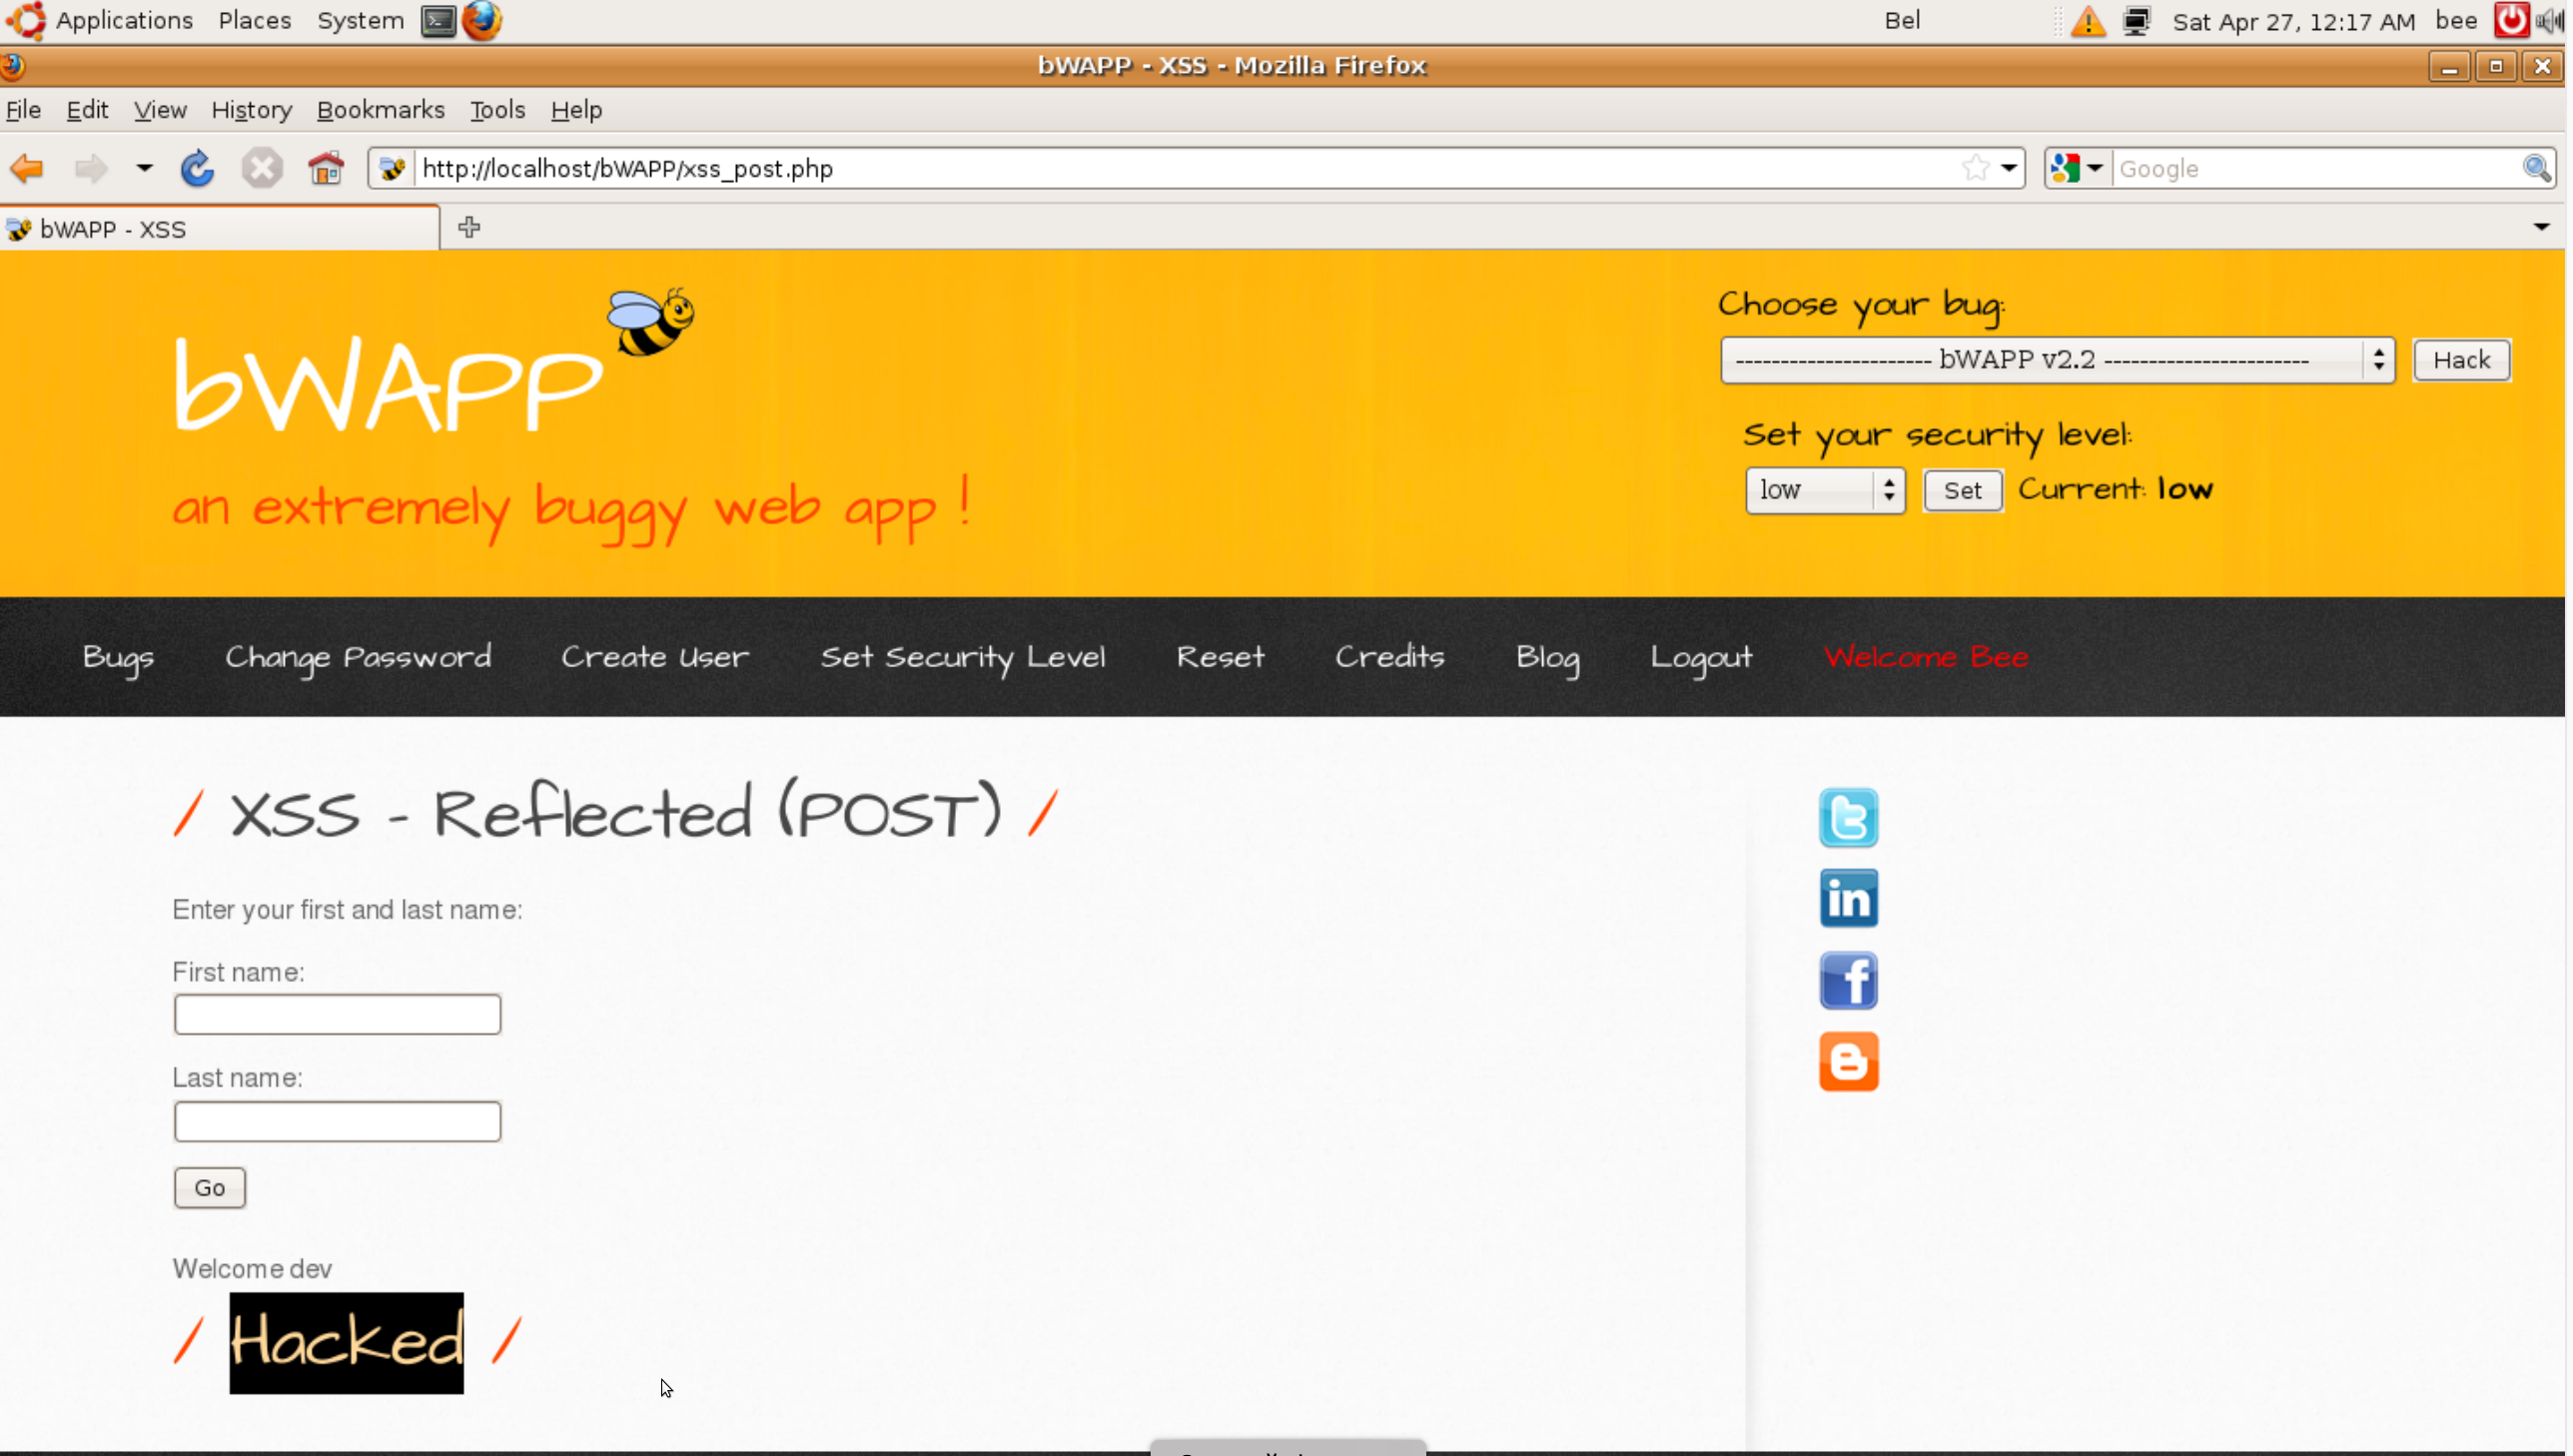 Applications Places System Bel Sat Apr 27, 12:17 AM bee
bWAPP - XSS - Mozilla Firefox
File Edit View History Bookmarks Tools Help
http://localhost/bWAPP/xss_post.php Google
bWAPP - XSS
bWAPP
an extremely buggy web app !
Choose your bug:
---------------------- bWAPP v2.2 ----------------------- Hack
Set your security level:
low Set Current: low
Bugs Change Password Create User Set Security Level Reset Credits Blog Logout Welcome Bee
/ XSS - Reflected (POST) /
Enter your first and last name:
First name:
Last name:
Go
Welcome dev
/ Hacked /